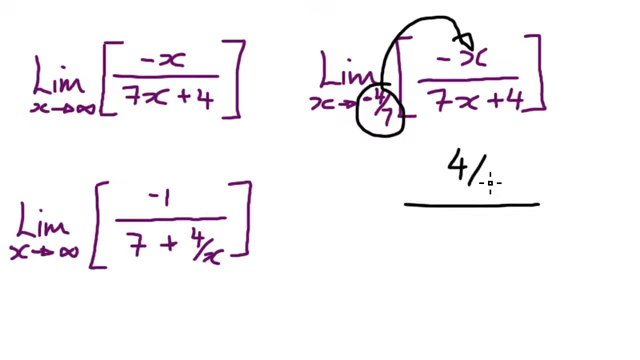 Lim x→∞ [ -x / 7x + 4 ]
Lim x→ -4/7 [ -x / 7x + 4 ]
4/
Lim x→∞ [ -1 / 7 + 4/x ]